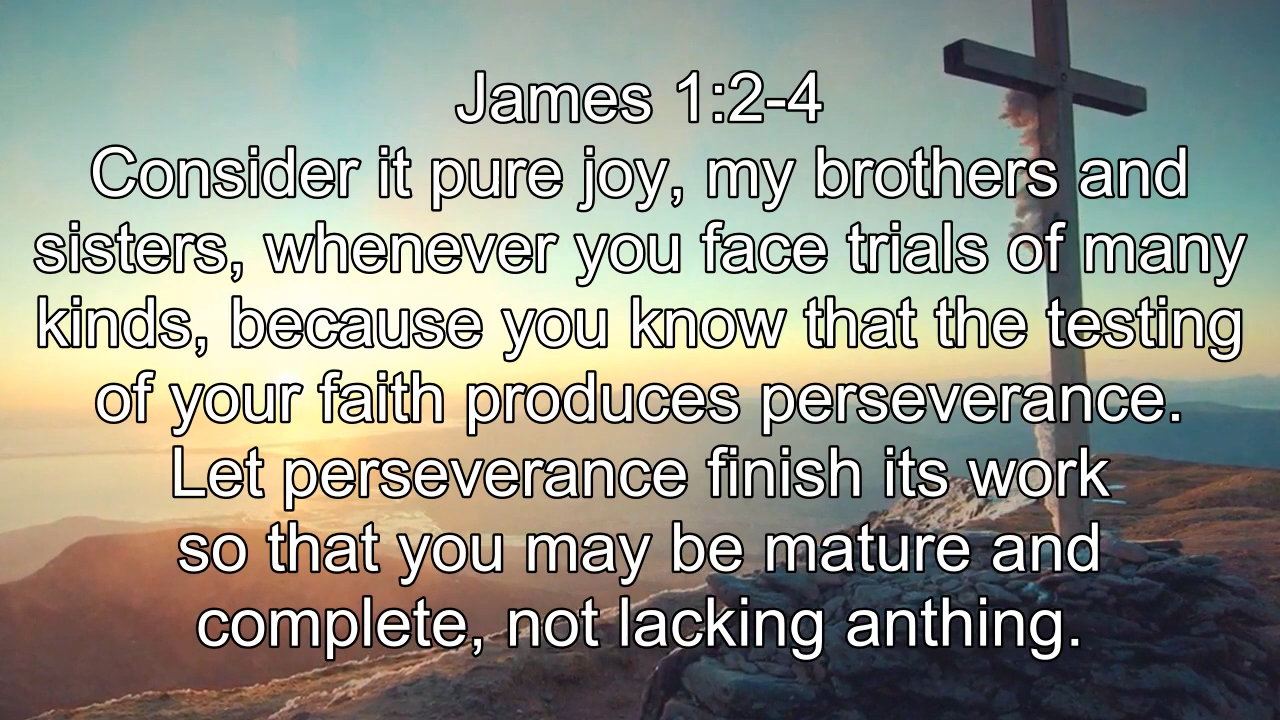 James 1:2-4
Consider it pure joy, my brothers and
sisters, whenever you face trials of many
kinds, because you know that the testing
of your faith produces perseverance.
Let perseverance finish its work
so that you may be mature and
complete, not lacking anthing.